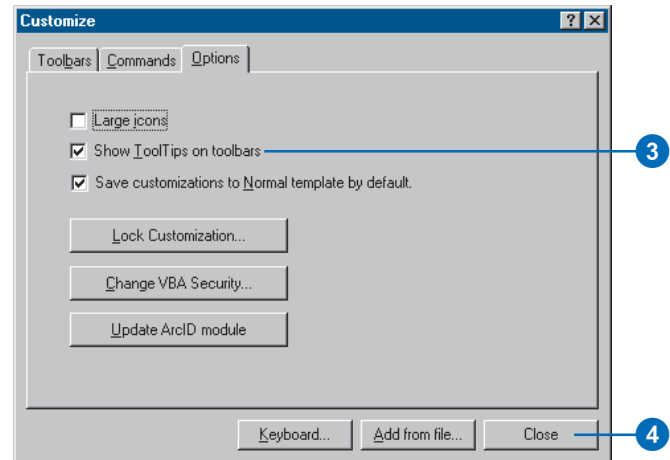 Customize
Toolbars Commands Options
Large icons
Show ToolTips on toolbars 3
Save customizations to Normal template by default.
Lock Customization...
Change VBA Security...
Update ArcID module
Keyboard... Add from file... Close 4